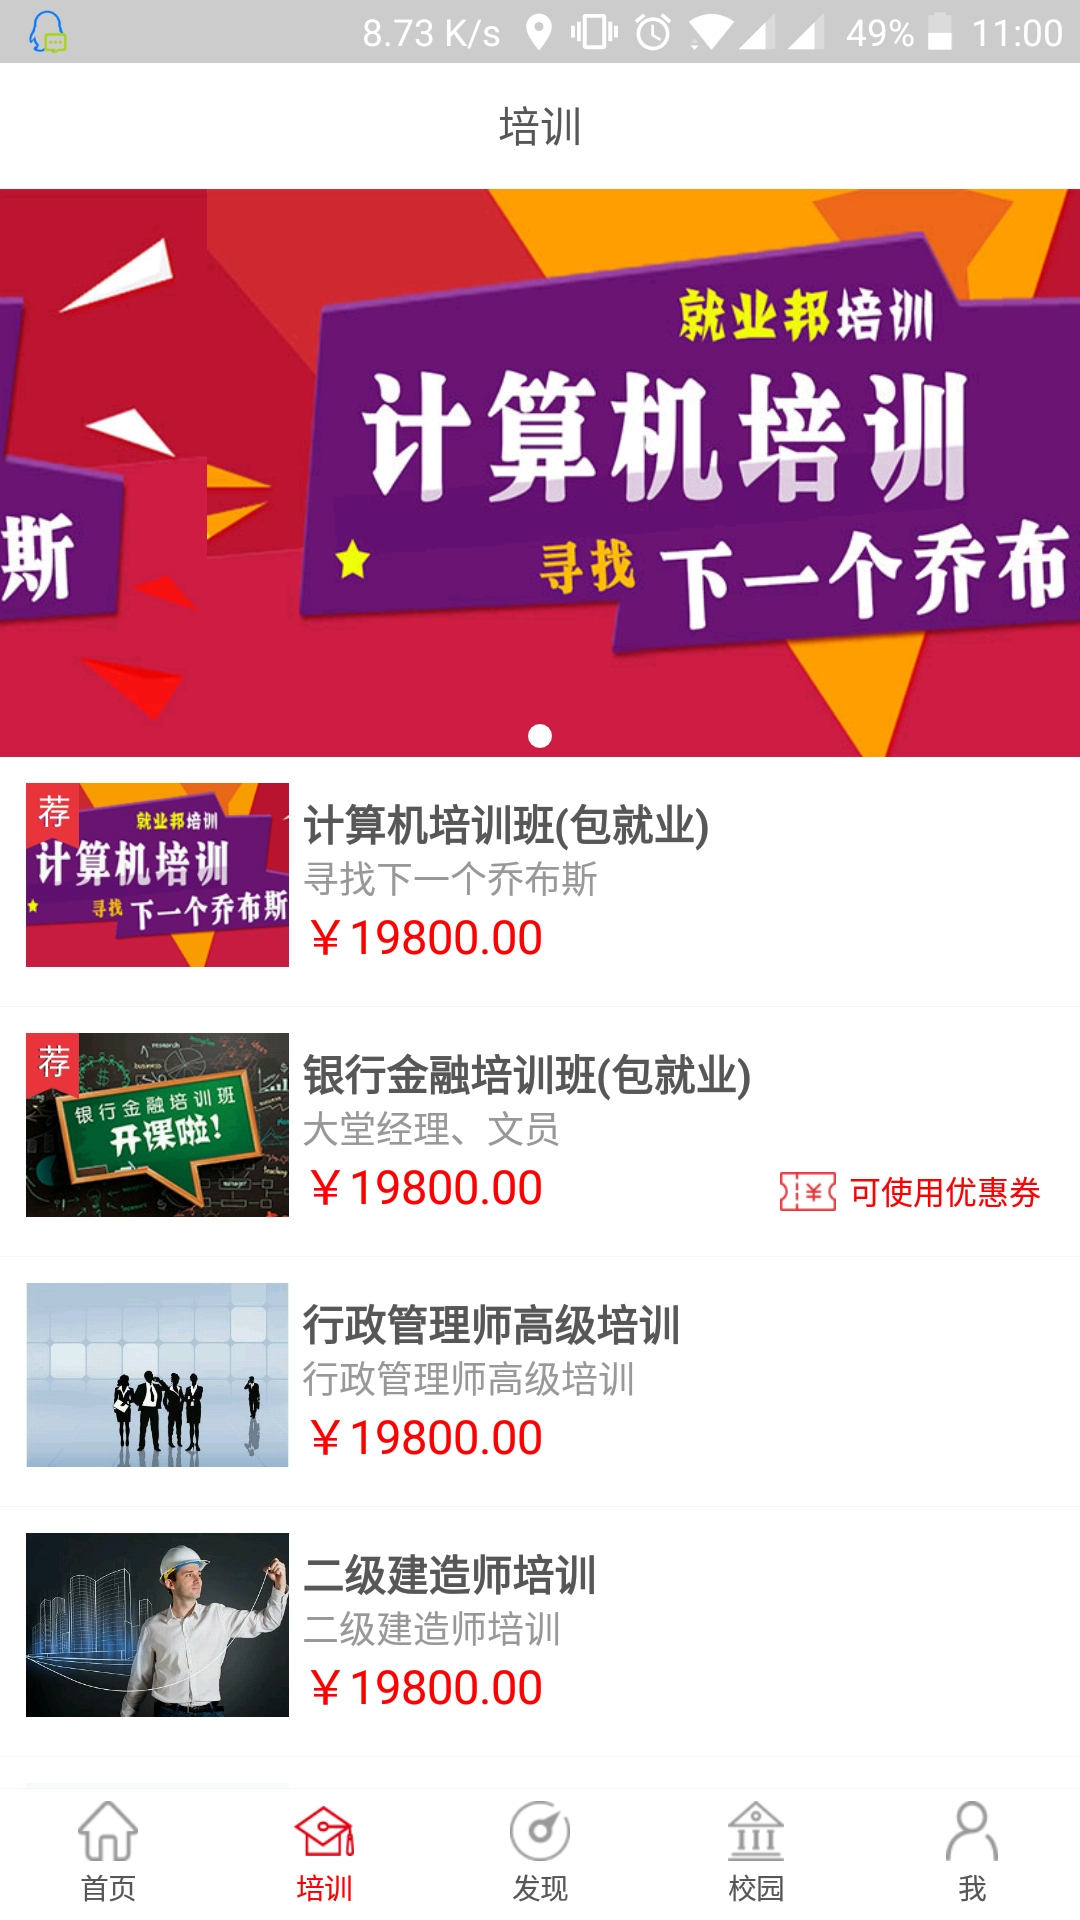 8.73 K/s 49% 11:00
培训
就业邦培训
计算机培训
寻找 下一个乔布
斯
荐
就业邦培训
计算机培训
寻找 下一个乔布斯
计算机培训班(包就业)
寻找下一个乔布斯
￥19800.00
荐
银行金融培训班
开课啦!
银行金融培训班(包就业)
大堂经理、文员
￥19800.00
可使用优惠券
行政管理师高级培训
行政管理师高级培训
￥19800.00
二级建造师培训
二级建造师培训
￥19800.00
首页
培训
发现
校园
我